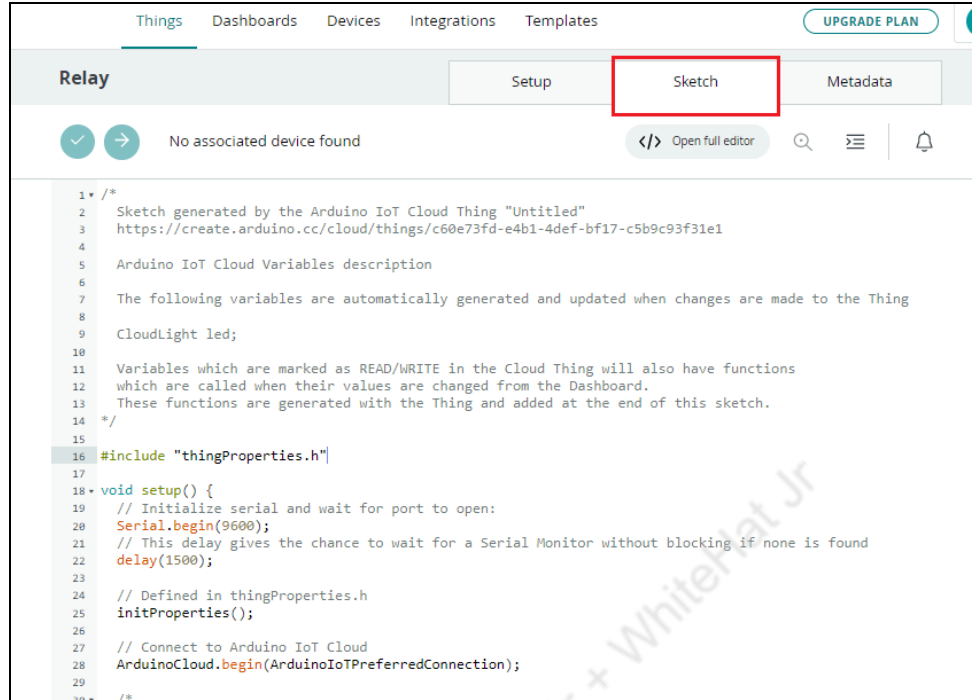 Things Dashboards Devices Integrations Templates UPGRADE PLAN
Relay Setup Sketch Metadata
No associated device found </> Open full editor
1 /*
2 Sketch generated by the Arduino IoT Cloud Thing "Untitled"
3 https://create.arduino.cc/cloud/things/c60e73fd-e4b1-4def-bf17-c5b9c93f31e1
4
5 Arduino IoT Cloud Variables description
6
7 The following variables are automatically generated and updated when changes are made to the Thing
8
9 CloudLight led;
10
11 Variables which are marked as READ/WRITE in the Cloud Thing will also have functions
12 which are called when their values are changed from the Dashboard.
13 These functions are generated with the Thing and added at the end of this sketch.
14 */
15
16 #include "thingProperties.h"
17
18 void setup() {
19 // Initialize serial and wait for port to open:
20 Serial.begin(9600);
21 // This delay gives the chance to wait for a Serial Monitor without blocking if none is found
22 delay(1500);
23
24 // Defined in thingProperties.h
25 initProperties();
26
27 // Connect to Arduino IoT Cloud
28 ArduinoCloud.begin(ArduinoIoTPreferredConnection);
29
30 /*
+ WhiteHat Jr